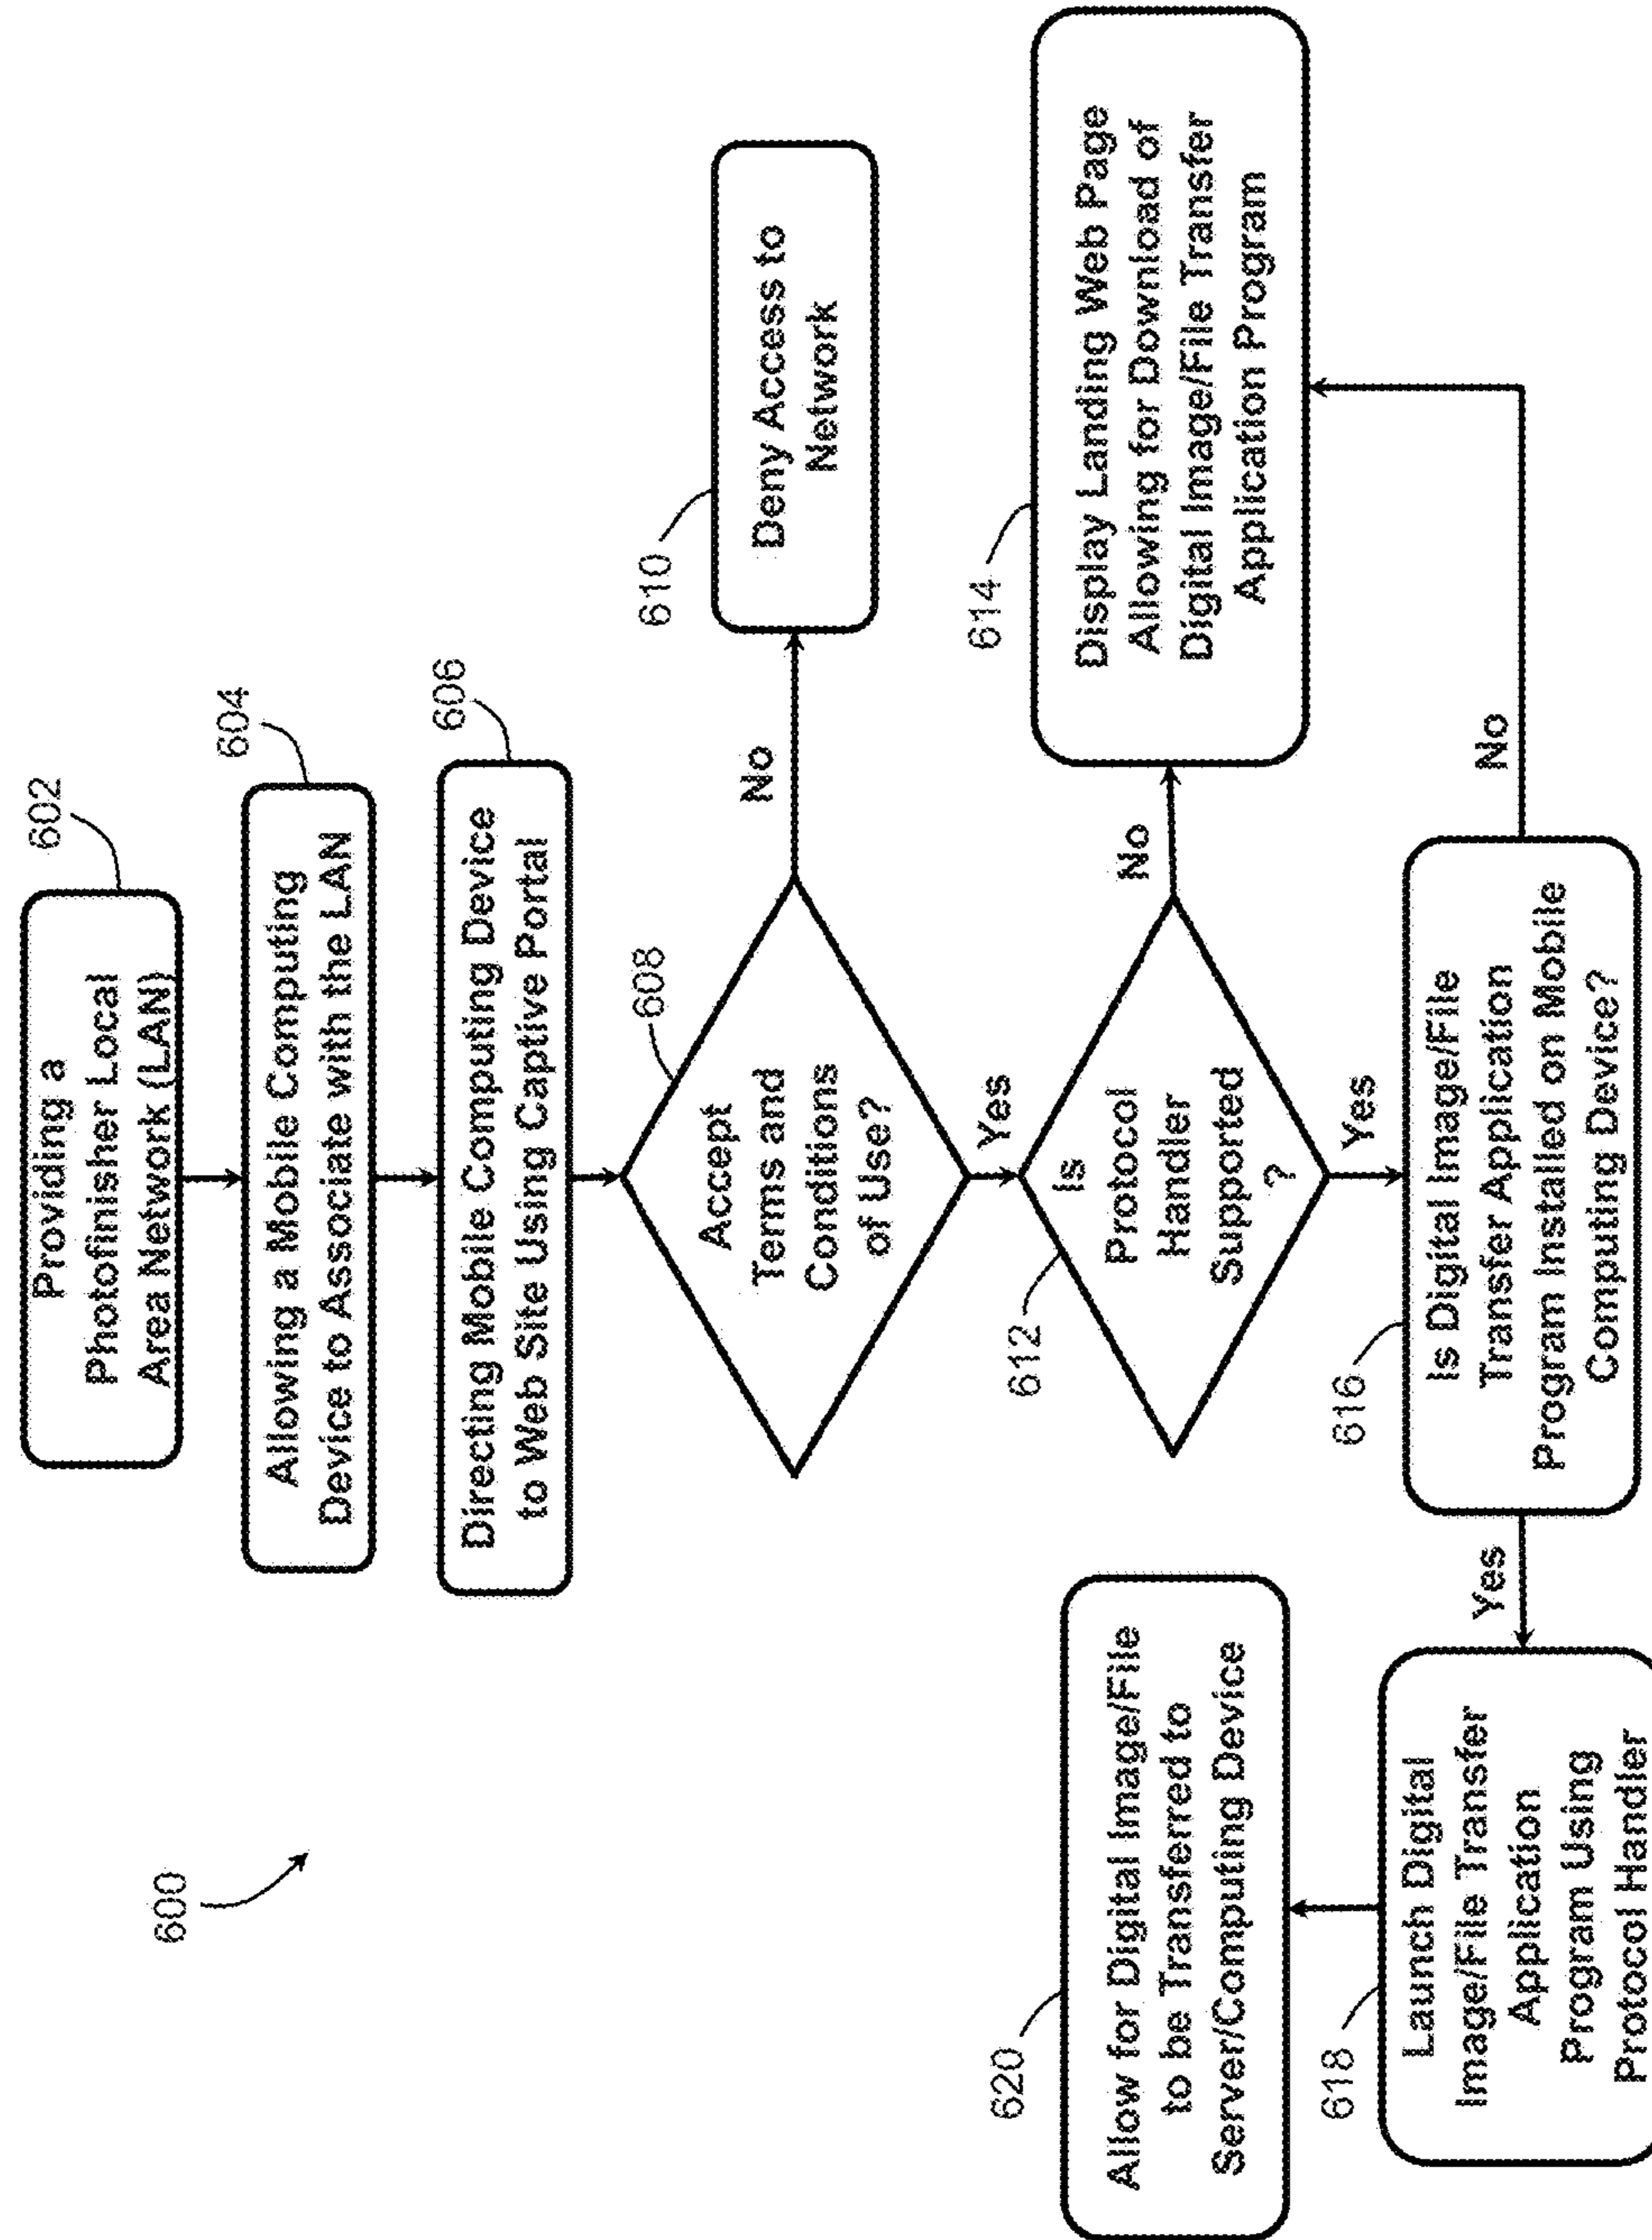 600
602
Providing a
Photofinisher Local
Area Network (LAN)
604
Allowing a Mobile Computing
Device to Associate with the LAN
606
Directing Mobile Computing Device
to Web Site Using Captive Portal
608
Accept
Terms and
Conditions
of Use?
No
610
Deny Access to
Network
Yes
612
Is
Protocol
Handler
Supported
?
No
614
Display Landing Web Page
Allowing for Download of
Digital Image/File Transfer
Application Program
Yes
616
Is Digital Image/File
Transfer Application
Program Installed on Mobile
Computing Device?
No
Yes
618
Launch Digital
Image/File Transfer
Application
Program Using
Protocol Handler
620
Allow for Digital Image/File
to be Transferred to
Server/Computing Device